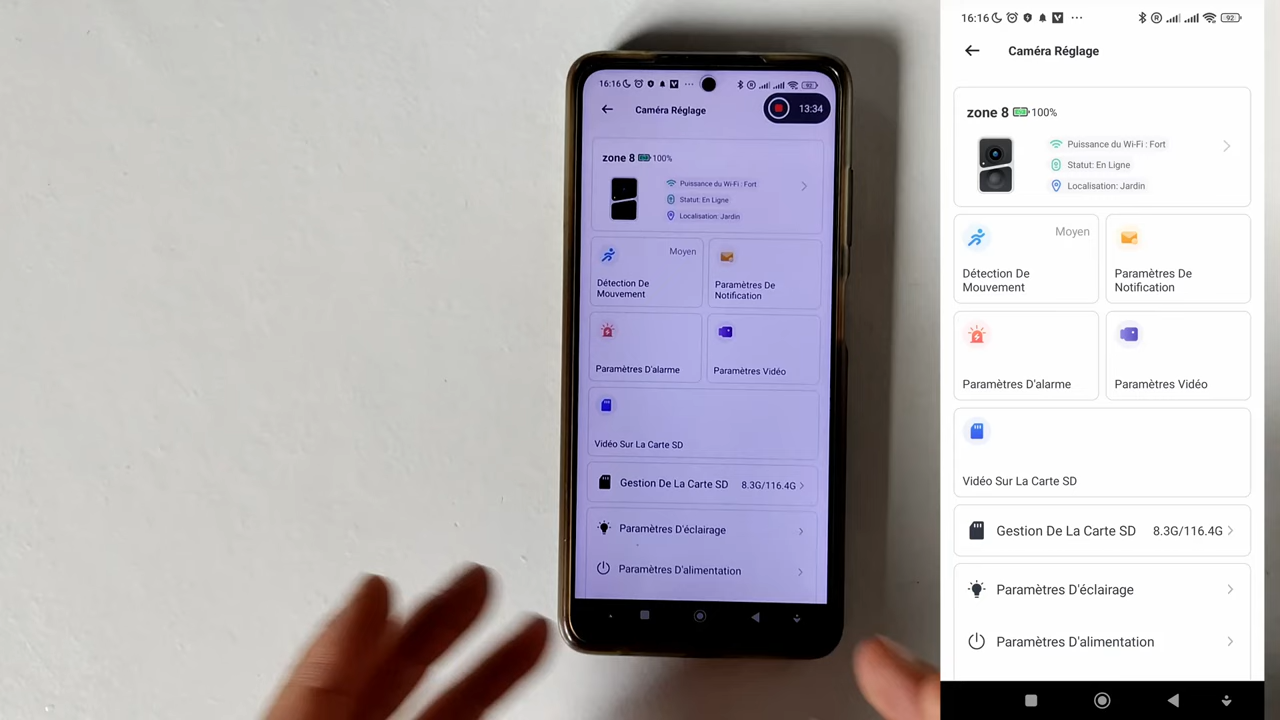 16:16
13:34
Caméra Réglage
zone 8 100%
Puissance du Wi-Fi : Fort
Statut: En Ligne
Localisation: Jardin
Moyen
Détection De
Mouvement
Paramètres De
Notification
Paramètres D'alarme
Paramètres Vidéo
Vidéo Sur La Carte SD
Gestion De La Carte SD 8.3G/116.4G
Paramètres D'éclairage
Paramètres D'alimentation
16:16
92
Caméra Réglage
zone 8 100%
Puissance du Wi-Fi : Fort
Statut: En Ligne
Localisation: Jardin
Moyen
Détection De
Mouvement
Paramètres De
Notification
Paramètres D'alarme
Paramètres Vidéo
Vidéo Sur La Carte SD
Gestion De La Carte SD 8.3G/116.4G
Paramètres D'éclairage
Paramètres D'alimentation